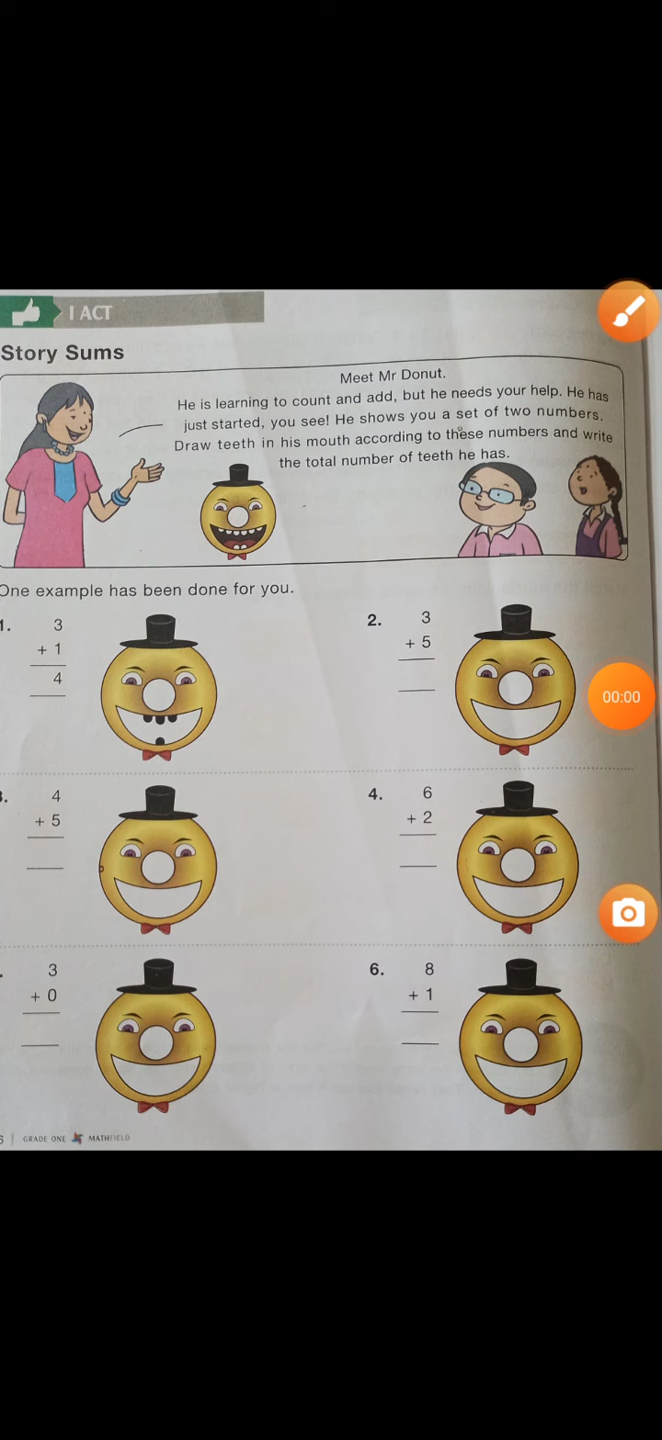 I ACT
Story Sums
Meet Mr Donut.
He is learning to count and add, but he needs your help. He has
just started, you see! He shows you a set of two numbers.
Draw teeth in his mouth according to these numbers and write
the total number of teeth he has.
One example has been done for you.
1. 3
+ 1
4
2. 3
+ 5
00:00
4
+ 5
4. 6
+ 2
3
+ 0
6. 8
+ 1
GRADE ONE MATHFIELD